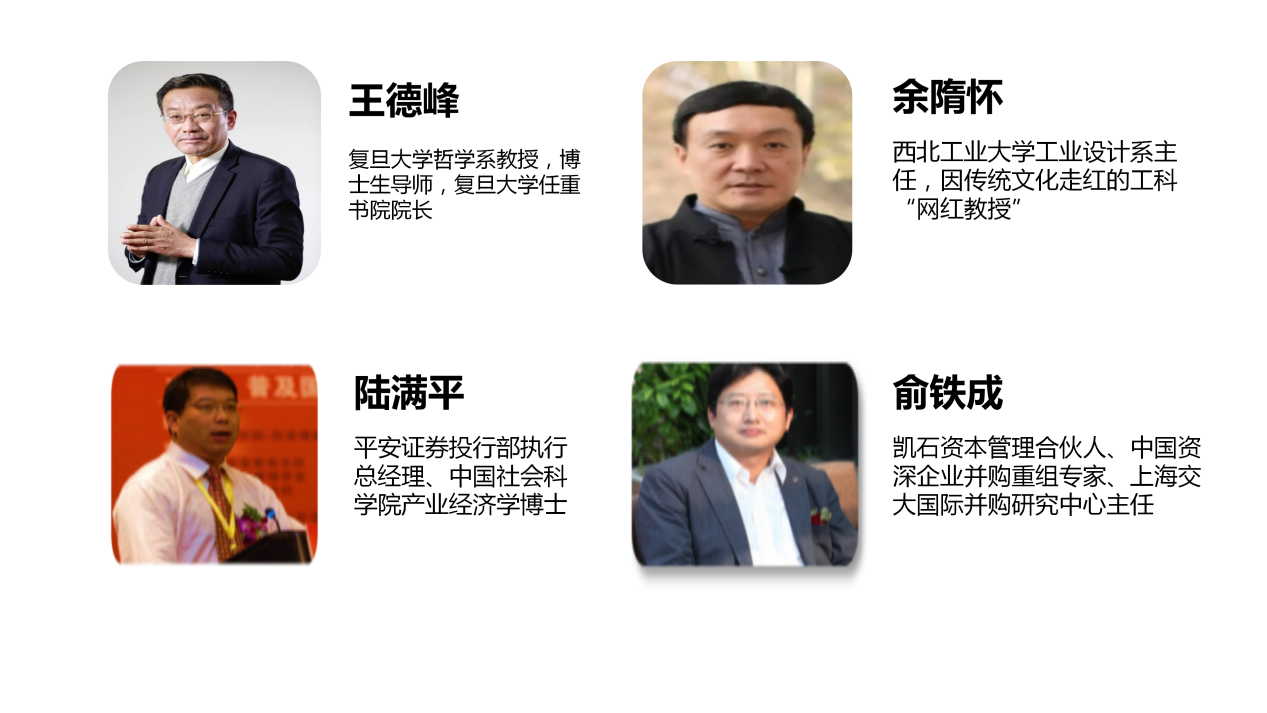 王德峰
复旦大学哲学系教授，博
士生导师，复旦大学任重
书院院长
余隋怀
西北工业大学工业设计系主
任，因传统文化走红的工科
“网红教授”
普及国
陆满平
平安证券投行部执行
总经理、中国社会科
学院产业经济学博士
俞铁成
凯石资本管理合伙人、中国资
深企业并购重组专家、上海交
大国际并购研究中心主任